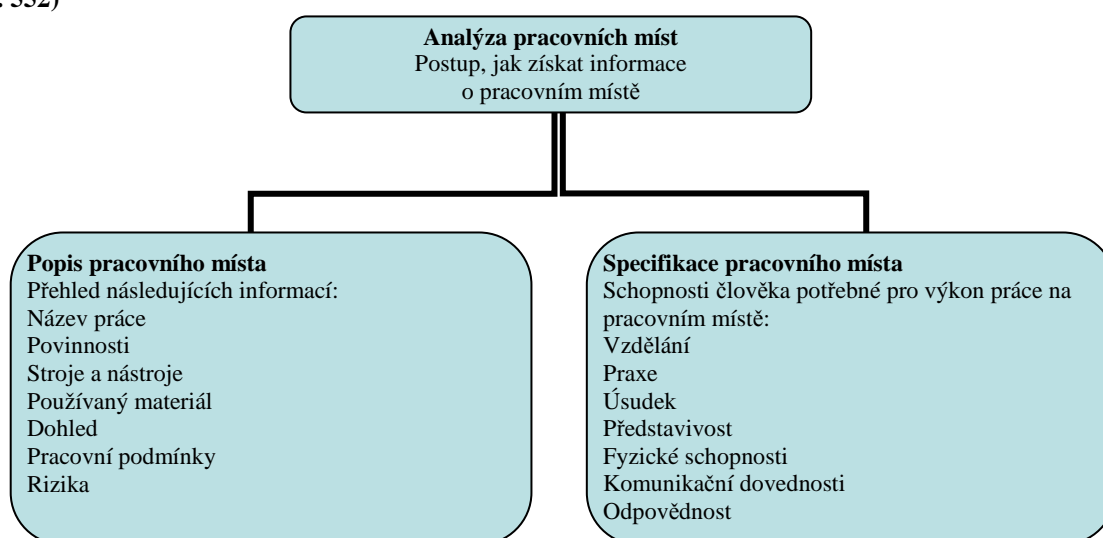 332)
Analýza pracovních míst
Postup, jak získat informace
o pracovním místě
Popis pracovního místa
Přehled následujících informací:
Název práce
Povinnosti
Stroje a nástroje
Používaný materiál
Dohled
Pracovní podmínky
Rizika
Specifikace pracovního místa
Schopnosti člověka potřebné pro výkon práce na
pracovním místě:
Vzdělání
Praxe
Úsudek
Představivost
Fyzické schopnosti
Komunikační dovednosti
Odpovědnost